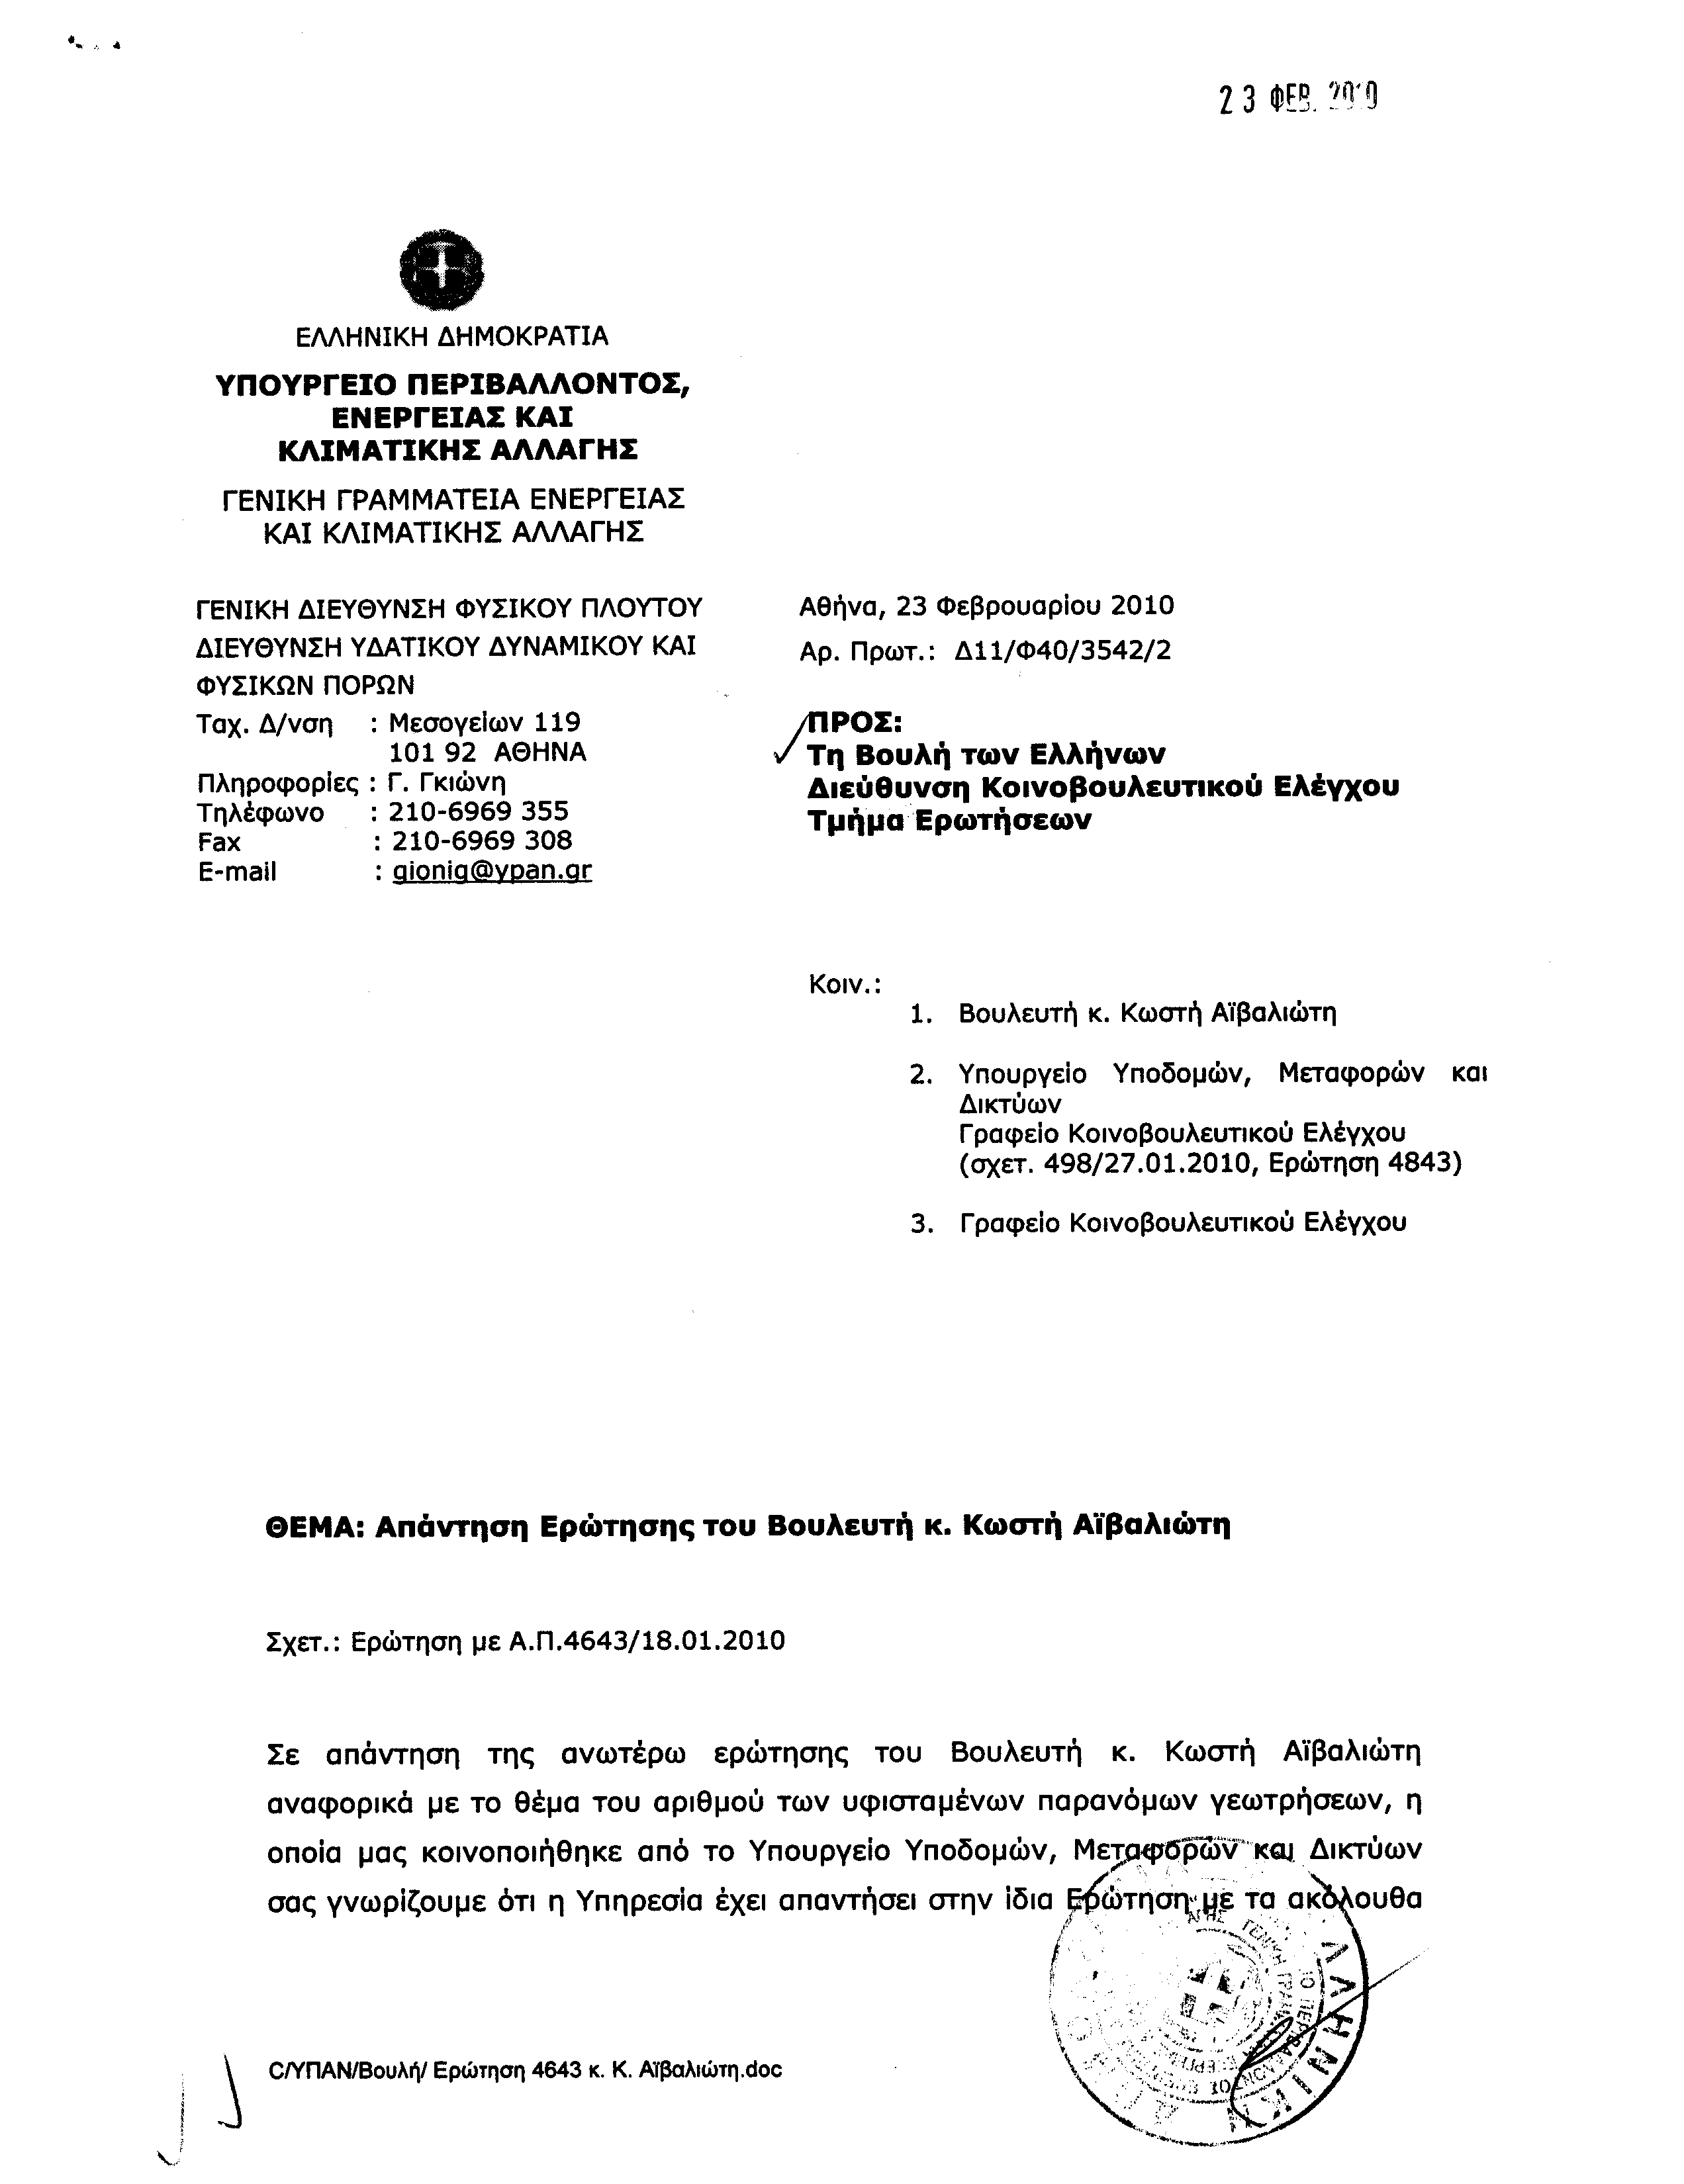 23 ΦΕΒ. 2010
ΕΛΛΗΝΙΚΗ ΔΗΜΟΚΡΑΤΙΑ
ΥΠΟΥΡΓΕΙΟ ΠΕΡΙΒΑΛΛΟΝΤΟΣ,
ΕΝΕΡΓΕΙΑΣ ΚΑΙ
ΚΛΙΜΑΤΙΚΗΣ ΑΛΛΑΓΗΣ
ΓΕΝΙΚΗ ΓΡΑΜΜΑΤΕΙΑ ΕΝΕΡΓΕΙΑΣ
ΚΑΙ ΚΛΙΜΑΤΙΚΗΣ ΑΛΛΑΓΗΣ
ΓΕΝΙΚΗ ΔΙΕΥΘΥΝΣΗ ΦΥΣΙΚΟΥ ΠΛΟΥΤΟΥ
ΔΙΕΥΘΥΝΣΗ ΥΔΑΤΙΚΟΥ ΔΥΝΑΜΙΚΟΥ ΚΑΙ
ΦΥΣΙΚΩΝ ΠΟΡΩΝ
Ταχ. Δ/νση : Μεσογείων 119
101 92 ΑΘΗΝΑ
Πληροφορίες : Γ. Γκιώνη
Τηλέφωνο : 210-6969 355
Fax : 210-6969 308
E-mail : gionig@ypan.gr
Αθήνα, 23 Φεβρουαρίου 2010
Αρ. Πρωτ.: Δ11/Φ40/3542/2
ΠΡΟΣ:
Τη Βουλή των Ελλήνων
Διεύθυνση Κοινοβουλευτικού Ελέγχου
Τμήμα Ερωτήσεων
Κοιν.:
1. Βουλευτή κ. Κωστή Αϊβαλιώτη
2. Υπουργείο Υποδομών, Μεταφορών και
Δικτύων
Γραφείο Κοινοβουλευτικού Ελέγχου
(σχετ. 498/27.01.2010, Ερώτηση 4843)
3. Γραφείο Κοινοβουλευτικού Ελέγχου
ΘΕΜΑ: Απάντηση Ερώτησης του Βουλευτή κ. Κωστή Αϊβαλιώτη
Σχετ.: Ερώτηση με Α.Π.4643/18.01.2010
Σε απάντηση της ανωτέρω ερώτησης του Βουλευτή κ. Κωστή Αϊβαλιώτη
αναφορικά με το θέμα του αριθμού των υφισταμένων παρανόμων γεωτρήσεων, η
οποία μας κοινοποιήθηκε από το Υπουργείο Υποδομών, Μεταφορών και Δικτύων
σας γνωρίζουμε ότι η Υπηρεσία έχει απαντήσει στην ίδια Ερώτηση με τα ακόλουθα
C/ΥΠΑΝ/Βουλή/ Ερώτηση 4643 κ. Κ. Αϊβαλιώτη.doc